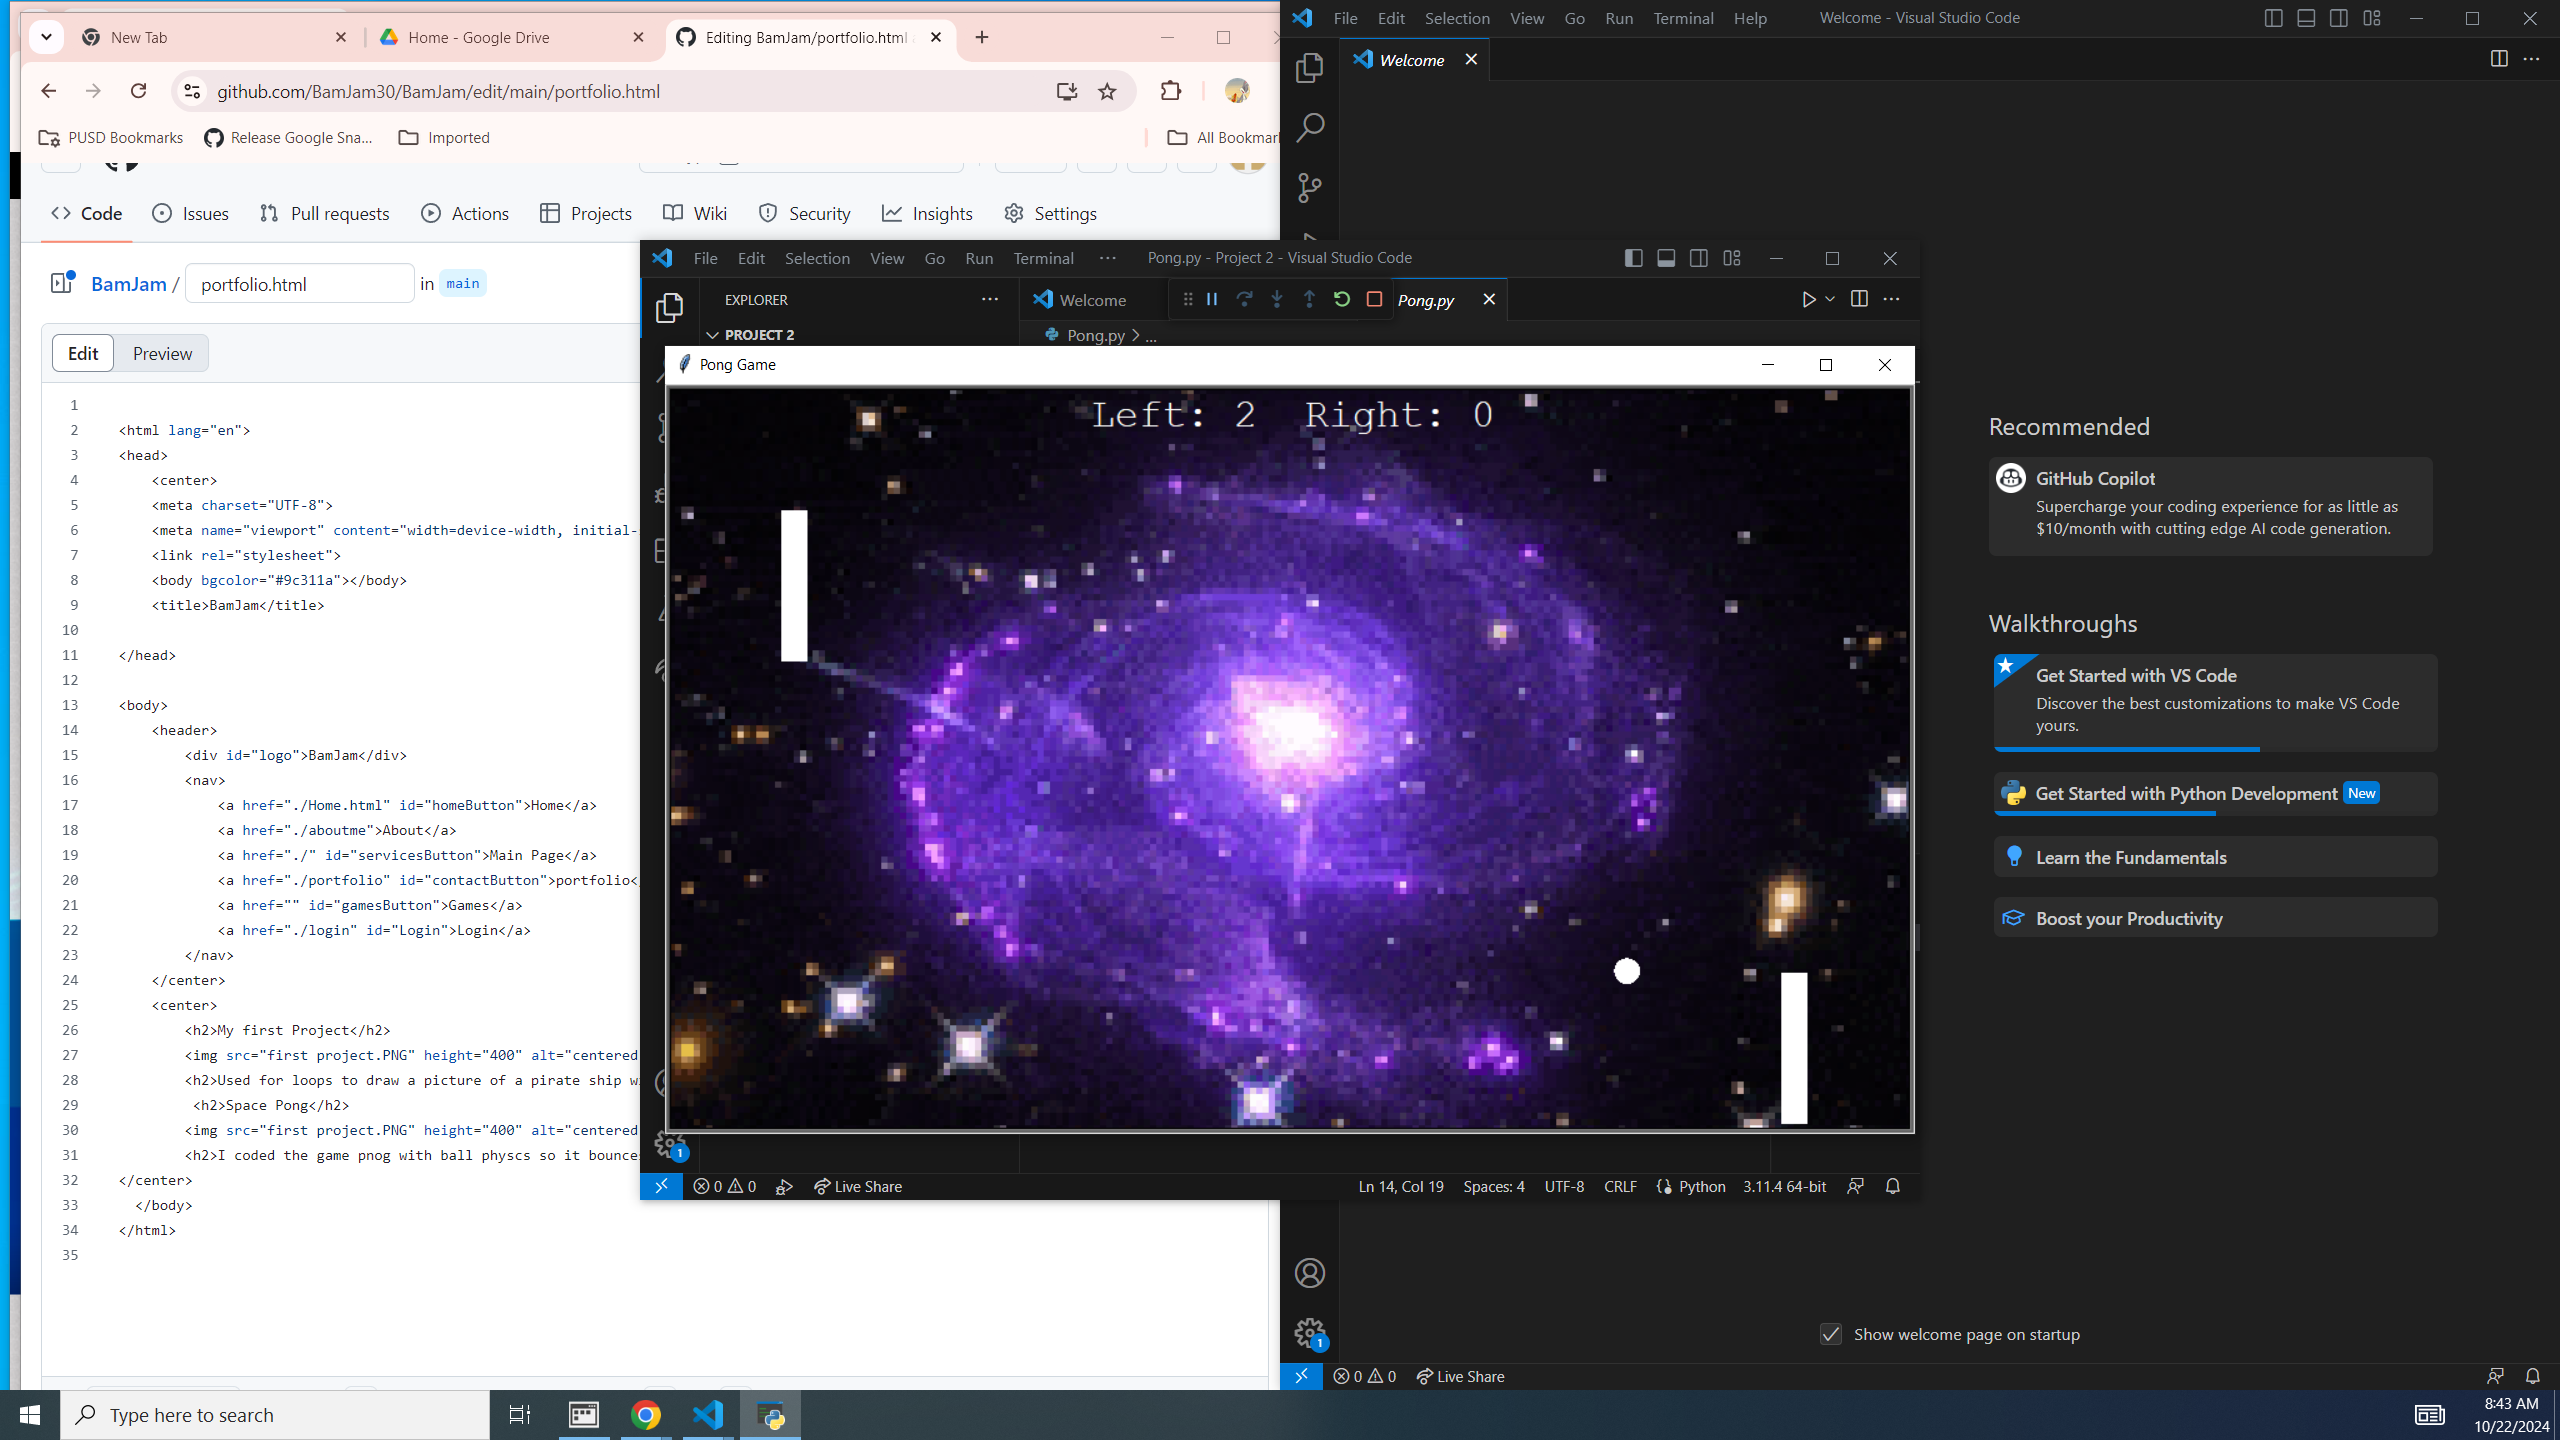 New Tab
Home - Google Drive
Editing BamJam/portfolio.html
github.com/BamJam30/BamJam/edit/main/portfolio.html
PUSD Bookmarks
Release Google Sna...
Imported
All Bookmar
Code
Issues
Pull requests
Actions
Projects
Wiki
Security
Insights
Settings
BamJam / portfolio.html in main
Edit
Preview
1
2 <html lang="en">
3 <head>
4 <center>
5 <meta charset="UTF-8">
6 <meta name="viewport" content="width=device-width, initial-
7 <link rel="stylesheet">
8 <body bgcolor="#9c311a"></body>
9 <title>BamJam</title>
10
11 </head>
12
13 <body>
14 <header>
15 <div id="logo">BamJam</div>
16 <nav>
17 <a href="./Home.html" id="homeButton">Home</a>
18 <a href="./aboutme">About</a>
19 <a href="./" id="servicesButton">Main Page</a>
20 <a href="./portfolio" id="contactButton">portfolio<
21 <a href="" id="gamesButton">Games</a>
22 <a href="./login" id="Login">Login</a>
23 </nav>
24 </center>
25 <center>
26 <h2>My first Project</h2>
27 <img src="first project.PNG" height="400" alt="centered
28 <h2>Used for loops to draw a picture of a pirate ship wi
29 <h2>Space Pong</h2>
30 <img src="first project.PNG" height="400" alt="centered
31 <h2>I coded the game pnog with ball physcs so it bounces
32 </center>
33 </body>
34 </html>
35
File Edit Selection View Go Run Terminal ··· Pong.py - Project 2 - Visual Studio Code
EXPLORER ···
Welcome
Pong.py
PROJECT 2
Pong.py > ...
Pong Game
Left: 2 Right: 0
1
0 0 Live Share
Ln 14, Col 19 Spaces: 4 UTF-8 CRLF Python 3.11.4 64-bit
File Edit Selection View Go Run Terminal Help Welcome - Visual Studio Code
Welcome
Recommended
GitHub Copilot
Supercharge your coding experience for as little as
$10/month with cutting edge AI code generation.
Walkthroughs
Get Started with VS Code
Discover the best customizations to make VS Code
yours.
Get Started with Python Development New
Learn the Fundamentals
Boost your Productivity
Show welcome page on startup
1
0 0 Live Share
Type here to search
8:43 AM
10/22/2024